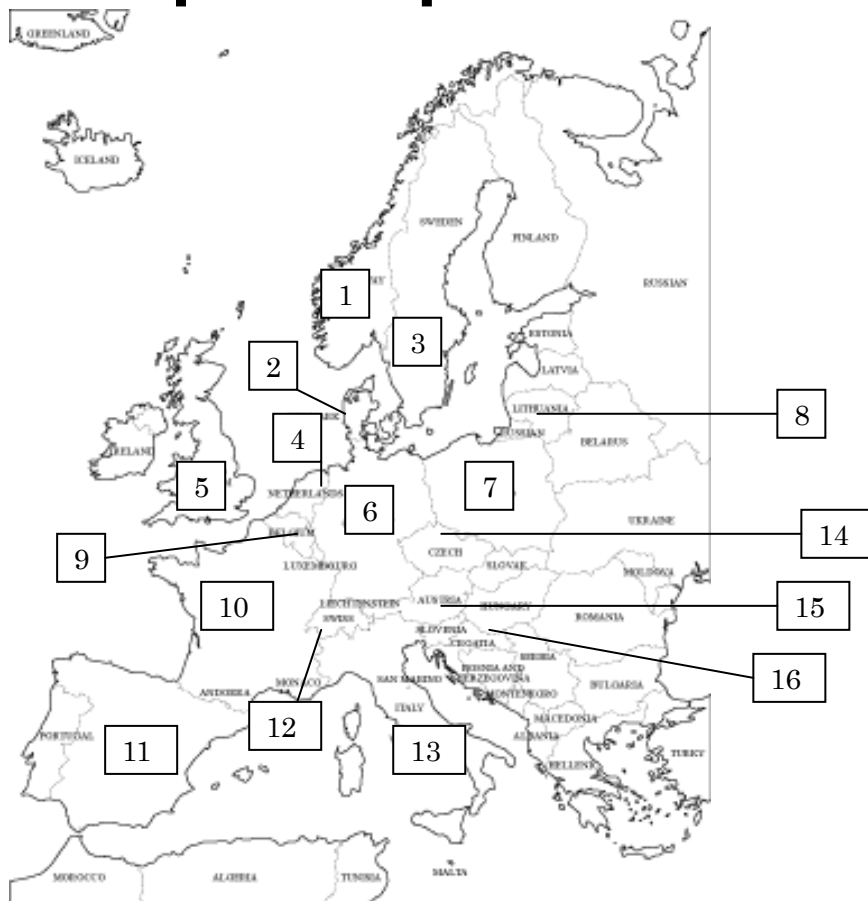 GREENLAND
ICELAND
SWEDEN
FINLAND
RUSSIAN
1
3
ESTONIA
2
LATVIA
LITHUANIA
8
4
RUSSIAN
BELARUS
IRELAND
5
NETHERLANDS
7
6
UKRAINE
9
BELGIUM
14
CZECH
LUXEMBOURG
SLOVAK
MOLDOVA
10
LIECHTENSTEIN
AUSTRIA
HUNGARY
15
SWISS
ROMANIA
SLOVENIA
CROATIA
SERBIA
BOSNIA AND
HERZEGOVINA
16
MONACO
SAN MARINO
BULGARIA
ANDORRA
MONTENEGRO
ITALY
12
MACEDONIA
PORTUGAL
11
13
ALBANIA
TURKY
HELLENI
MOROCCO
ALGERIA
TUNISIA
MALTA